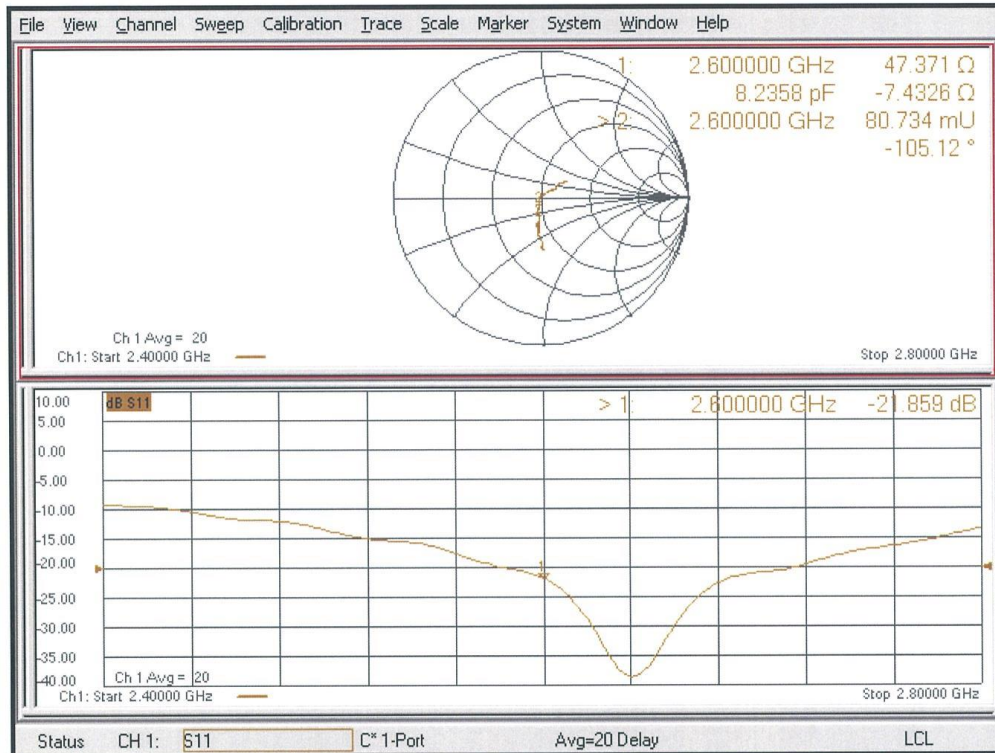 File View Channel Sweep Calibration Trace Scale Marker System Window Help
1: 2.600000 GHz 47.371 Ω
8.2358 pF -7.4326 Ω
> 2: 2.600000 GHz 80.734 mU
-105.12 °
Ch 1 Avg = 20
Ch1: Start 2.40000 GHz
Stop 2.80000 GHz
10.00
dB S11
> 1: 2.600000 GHz -21.859 dB
5.00
0.00
-5.00
-10.00
-15.00
-20.00
1
-25.00
-30.00
-35.00
-40.00
Ch 1 Avg = 20
Ch1: Start 2.40000 GHz
Stop 2.80000 GHz
Status CH 1: S11 C* 1-Port Avg=20 Delay LCL